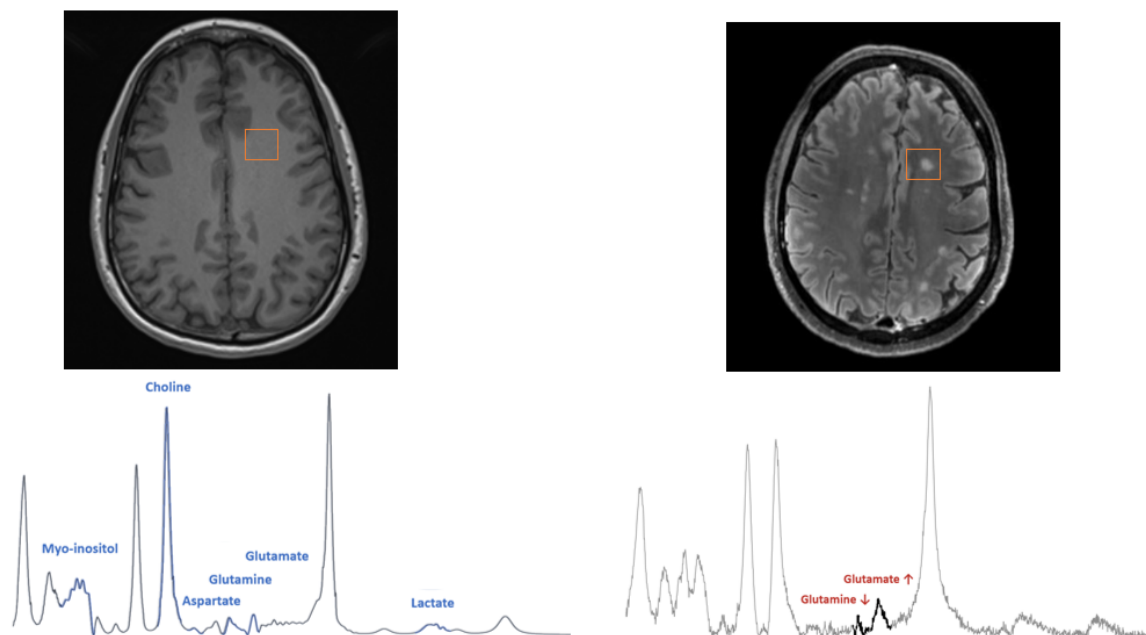 Choline
Myo-inositol
Glutamate
Glutamine
Aspartate
Lactate
Glutamate ↑
Glutamine ↓